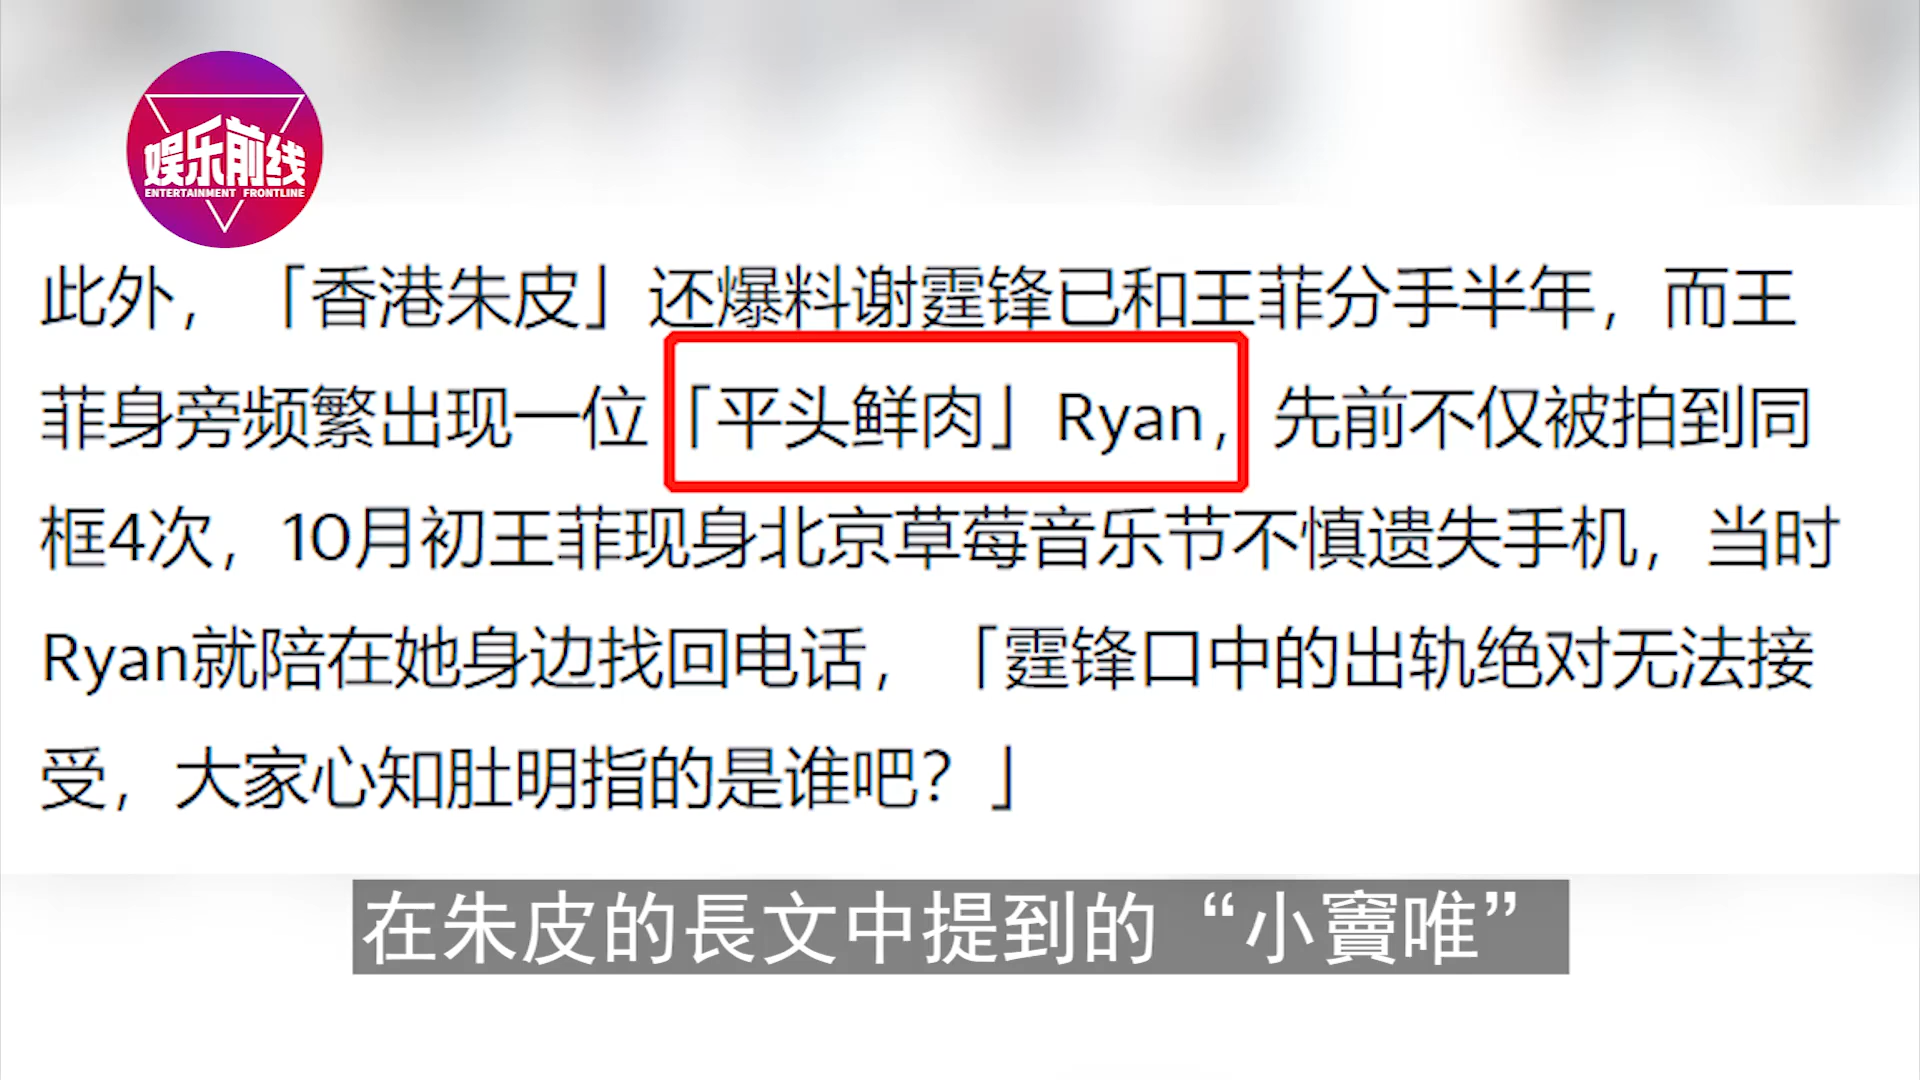 娱乐前线
ENTERTAINMENT FRONTLINE
此外，「香港朱皮」还爆料谢霆锋已和王菲分手半年，而王
菲身旁频繁出现一位「平头鲜肉」Ryan，先前不仅被拍到同
框4次，10月初王菲现身北京草莓音乐节不慎遗失手机，当时
Ryan就陪在她身边找回电话，「霆锋口中的出轨绝对无法接
受，大家心知肚明指的是谁吧？」
在朱皮的長文中提到的“小竇唯”